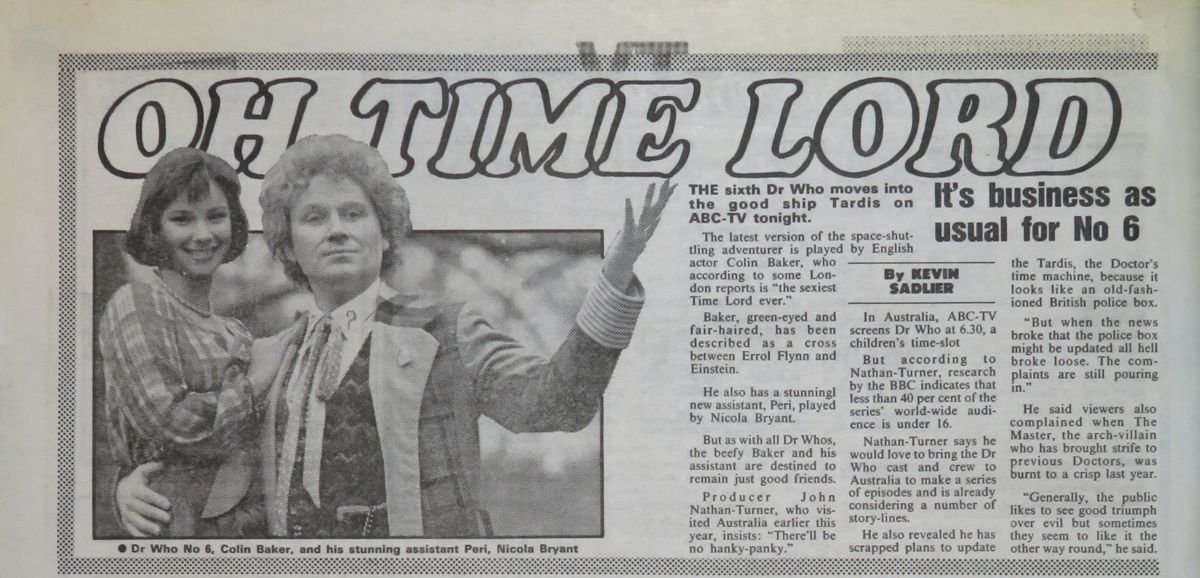 OH TIME LORD
THE sixth Dr Who moves into
the good ship Tardis on
ABC-TV tonight.
It's business as
usual for No 6
The latest version of the space-shut-
tling adventurer is played by English
actor Colin Baker, who
according to some Lon-
don reports is "the sexiest
Time Lord ever."
Baker, green-eyed and
fair-haired, has been
described as a cross
between Errol Flynn and
Einstein.
He also has a stunningl
new assistant, Peri, played
by Nicola Bryant.
But as with all Dr Whos,
the beefy Baker and his
assistant are destined to
remain just good friends.
Producer John
Nathan-Turner, who vis-
ited Australia earlier this
year, insists: "There'll be
no hanky-panky."
By KEVIN
SADLIER
In Australia, ABC-TV
screens Dr Who at 6.30, a
children's time-slot
But according to
Nathan-Turner, research
by the BBC indicates that
less than 40 per cent of the
series' world-wide audi-
ence is under 16.
Nathan-Turner says he
would love to bring the Dr
Who cast and crew to
Australia to make a series
of episodes and is already
considering a number of
story-lines.
He also revealed he has
scrapped plans to update
the Tardis, the Doctor's
time machine, because it
looks like an old-fash-
ioned British police box.
"But when the news
broke that the police box
might be updated all hell
broke loose. The com-
plaints are still pouring
in."
He said viewers also
complained when The
Master, the arch-villain
who has brought strife to
previous Doctors, was
burnt to a crisp last year.
"Generally, the public
likes to see good triumph
over evil but sometimes
they seem to like it the
other way round," he said.
● Dr Who No 6, Colin Baker, and his stunning assistant Peri, Nicola Bryant